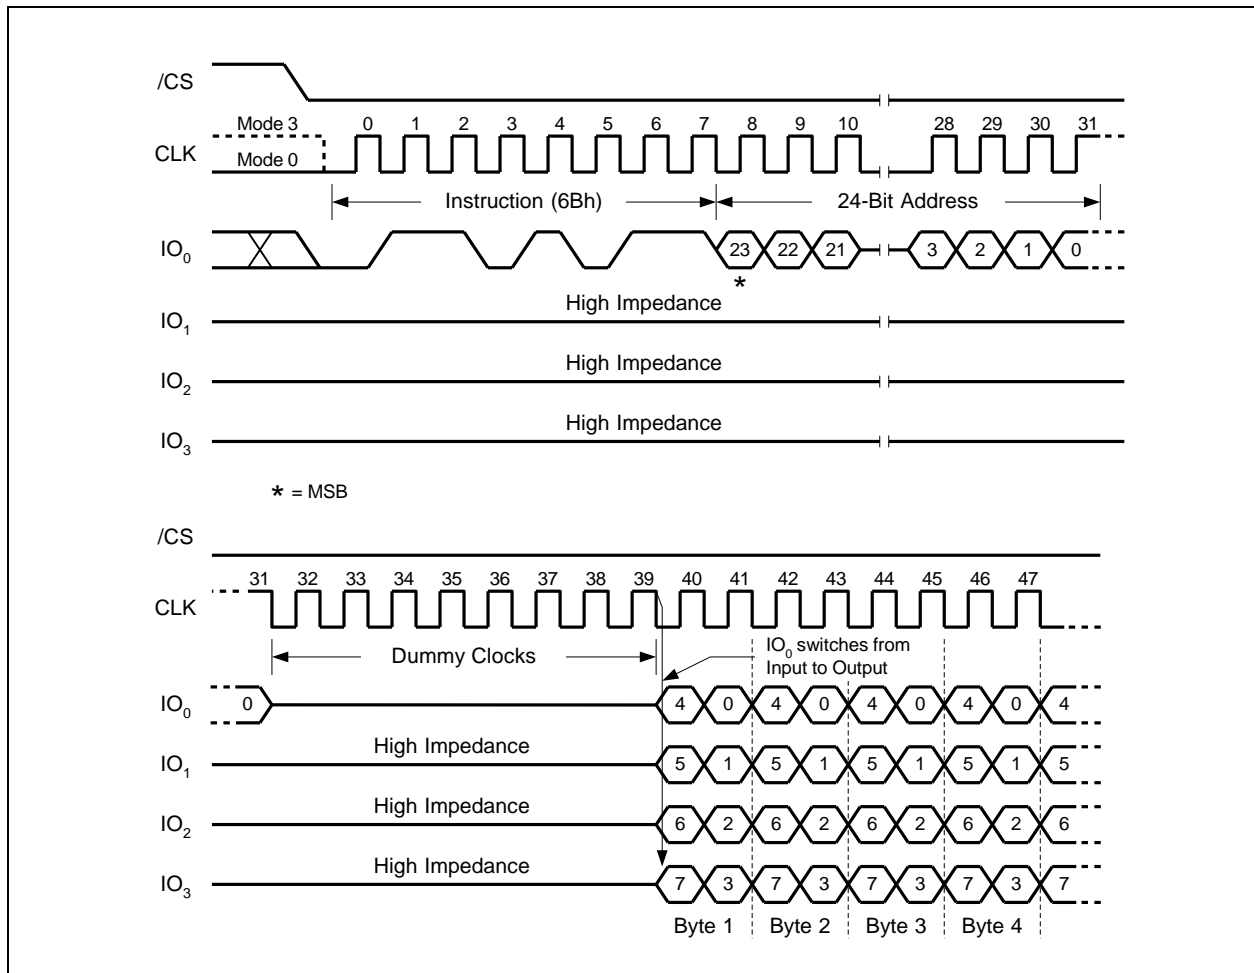 /CS
Mode 3 0 1 2 3 4 5 6 7 8 9 10 28 29 30 31
CLK
Mode 0
Instruction (6Bh) 24-Bit Address
IO0 23 22 21 3 2 1 0
*
High Impedance
IO1
High Impedance
IO2
High Impedance
IO3
* = MSB
/CS
31 32 33 34 35 36 37 38 39 40 41 42 43 44 45 46 47
CLK
Dummy Clocks
IO0 switches from
Input to Output
IO0 0 4 0 4 0 4 0 4 0 4
High Impedance
IO1 5 1 5 1 5 1 5 1 5
High Impedance
IO2 6 2 6 2 6 2 6 2 6
High Impedance
IO3 7 3 7 3 7 3 7 3 7
Byte 1 Byte 2 Byte 3 Byte 4